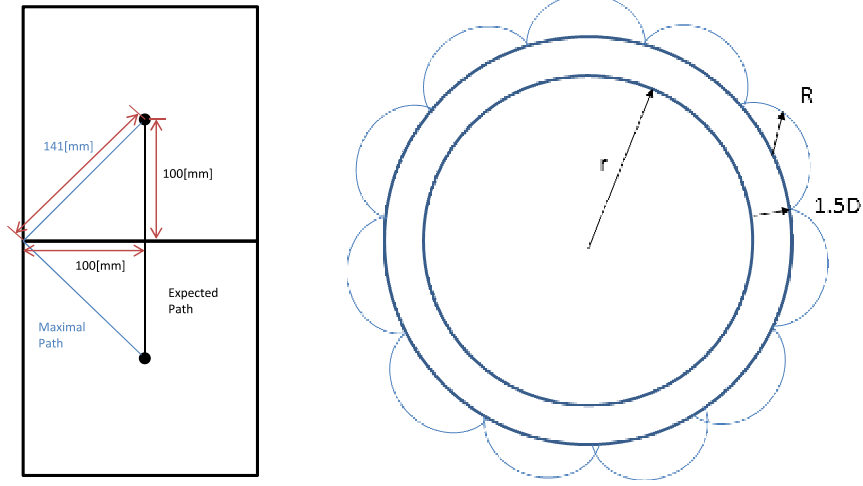 141[mm]
100[mm]
100[mm]
Expected
Path
Maximal
Path
R
r
1.5D